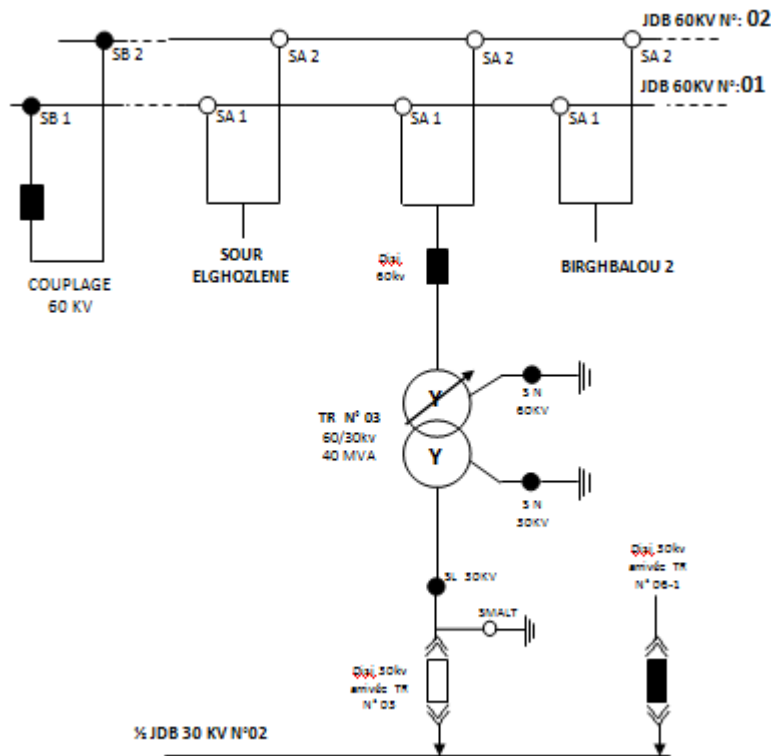 JDB 60KV N°: 02
SB 2
SA 2
SA 2
SA 2
JDB 60KV N°:01
SB 1
SA 1
SA 1
SA 1
COUPLAGE
60 KV
SOUR
ELGHOZLENE
Disj,
60kv
BIRGHBALOU 2
TR N° 03
60/30kv
40 MVA
Y
Y
S N
60KV
S N
30KV
SL 30KV
SMALT
Disj, 30kv
arrivée TR
N° 03
Disj, 30kv
arrivée TR
N° 06-1
½ JDB 30 KV N°02